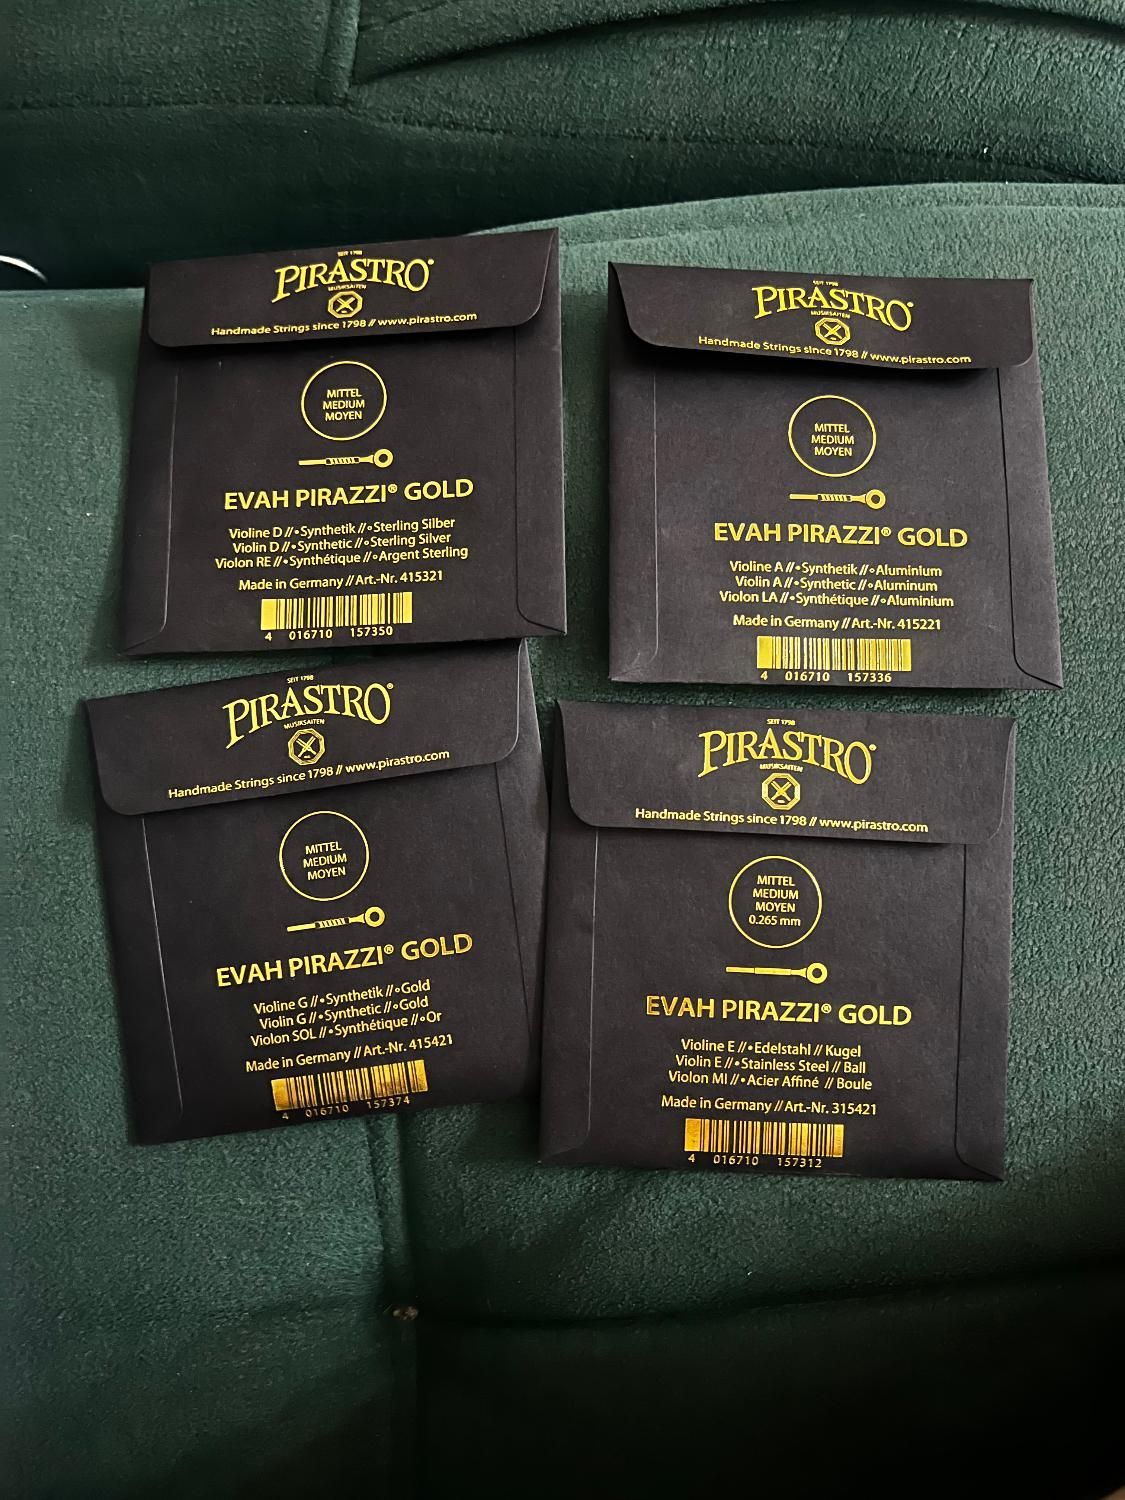 SEIT 1798
PIRASTRO®
MUSIKSAITEN
Handmade Strings since 1798 // www.pirastro.com
MITTEL
MEDIUM
MOYEN
EVAH PIRAZZI® GOLD
Violine D //•Synthetik //∘Sterling Silber
Violin D //•Synthetic //∘Sterling Silver
Violon RE //•Synthétique //∘Argent Sterling
Made in Germany // Art.-Nr. 415321
4 016710 157350
SEIT 1798
PIRASTRO®
MUSIKSAITEN
Handmade Strings since 1798 // www.pirastro.com
MITTEL
MEDIUM
MOYEN
EVAH PIRAZZI® GOLD
Violine A //•Synthetik //∘Aluminium
Violin A //•Synthetic //∘Aluminum
Violon LA //•Synthétique //∘Aluminium
Made in Germany // Art.-Nr. 415221
4 016710 157336
SEIT 1798
PIRASTRO®
MUSIKSAITEN
Handmade Strings since 1798 // www.pirastro.com
MITTEL
MEDIUM
MOYEN
EVAH PIRAZZI® GOLD
Violine G //•Synthetik //∘Gold
Violin G //•Synthetic //∘Gold
Violon SOL //•Synthétique //∘Or
Made in Germany // Art.-Nr. 415421
4 016710 157374
SEIT 1798
PIRASTRO®
MUSIKSAITEN
Handmade Strings since 1798 // www.pirastro.com
MITTEL
MEDIUM
MOYEN
0.265 mm
EVAH PIRAZZI® GOLD
Violine E //•Edelstahl // Kugel
Violin E //•Stainless Steel // Ball
Violon MI //•Acier Affiné // Boule
Made in Germany // Art.-Nr. 315421
4 016710 157312